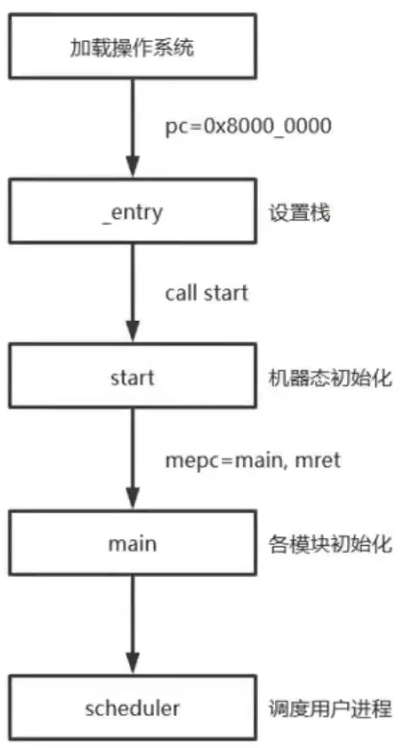 加载操作系统
pc=0x8000_0000
_entry
设置栈
call start
start
机器态初始化
mepc=main, mret
main
各模块初始化
scheduler
调度用户进程